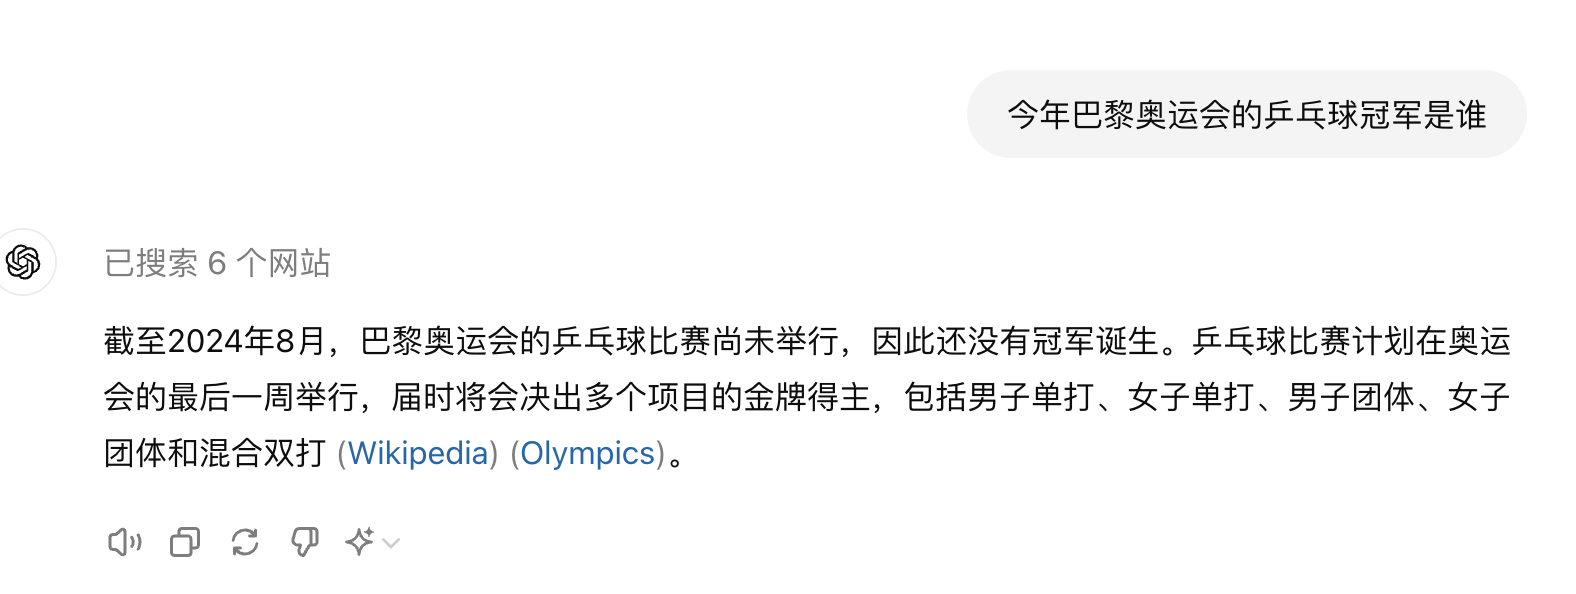 今年巴黎奥运会的乒乓球冠军是谁
已搜索 6 个网站
截至2024年8月，巴黎奥运会的乒乓球比赛尚未举行，因此还没有冠军诞生。乒乓球比赛计划在奥运
会的最后一周举行，届时将会决出多个项目的金牌得主，包括男子单打、女子单打、男子团体、女子
团体和混合双打 (Wikipedia) (Olympics)。